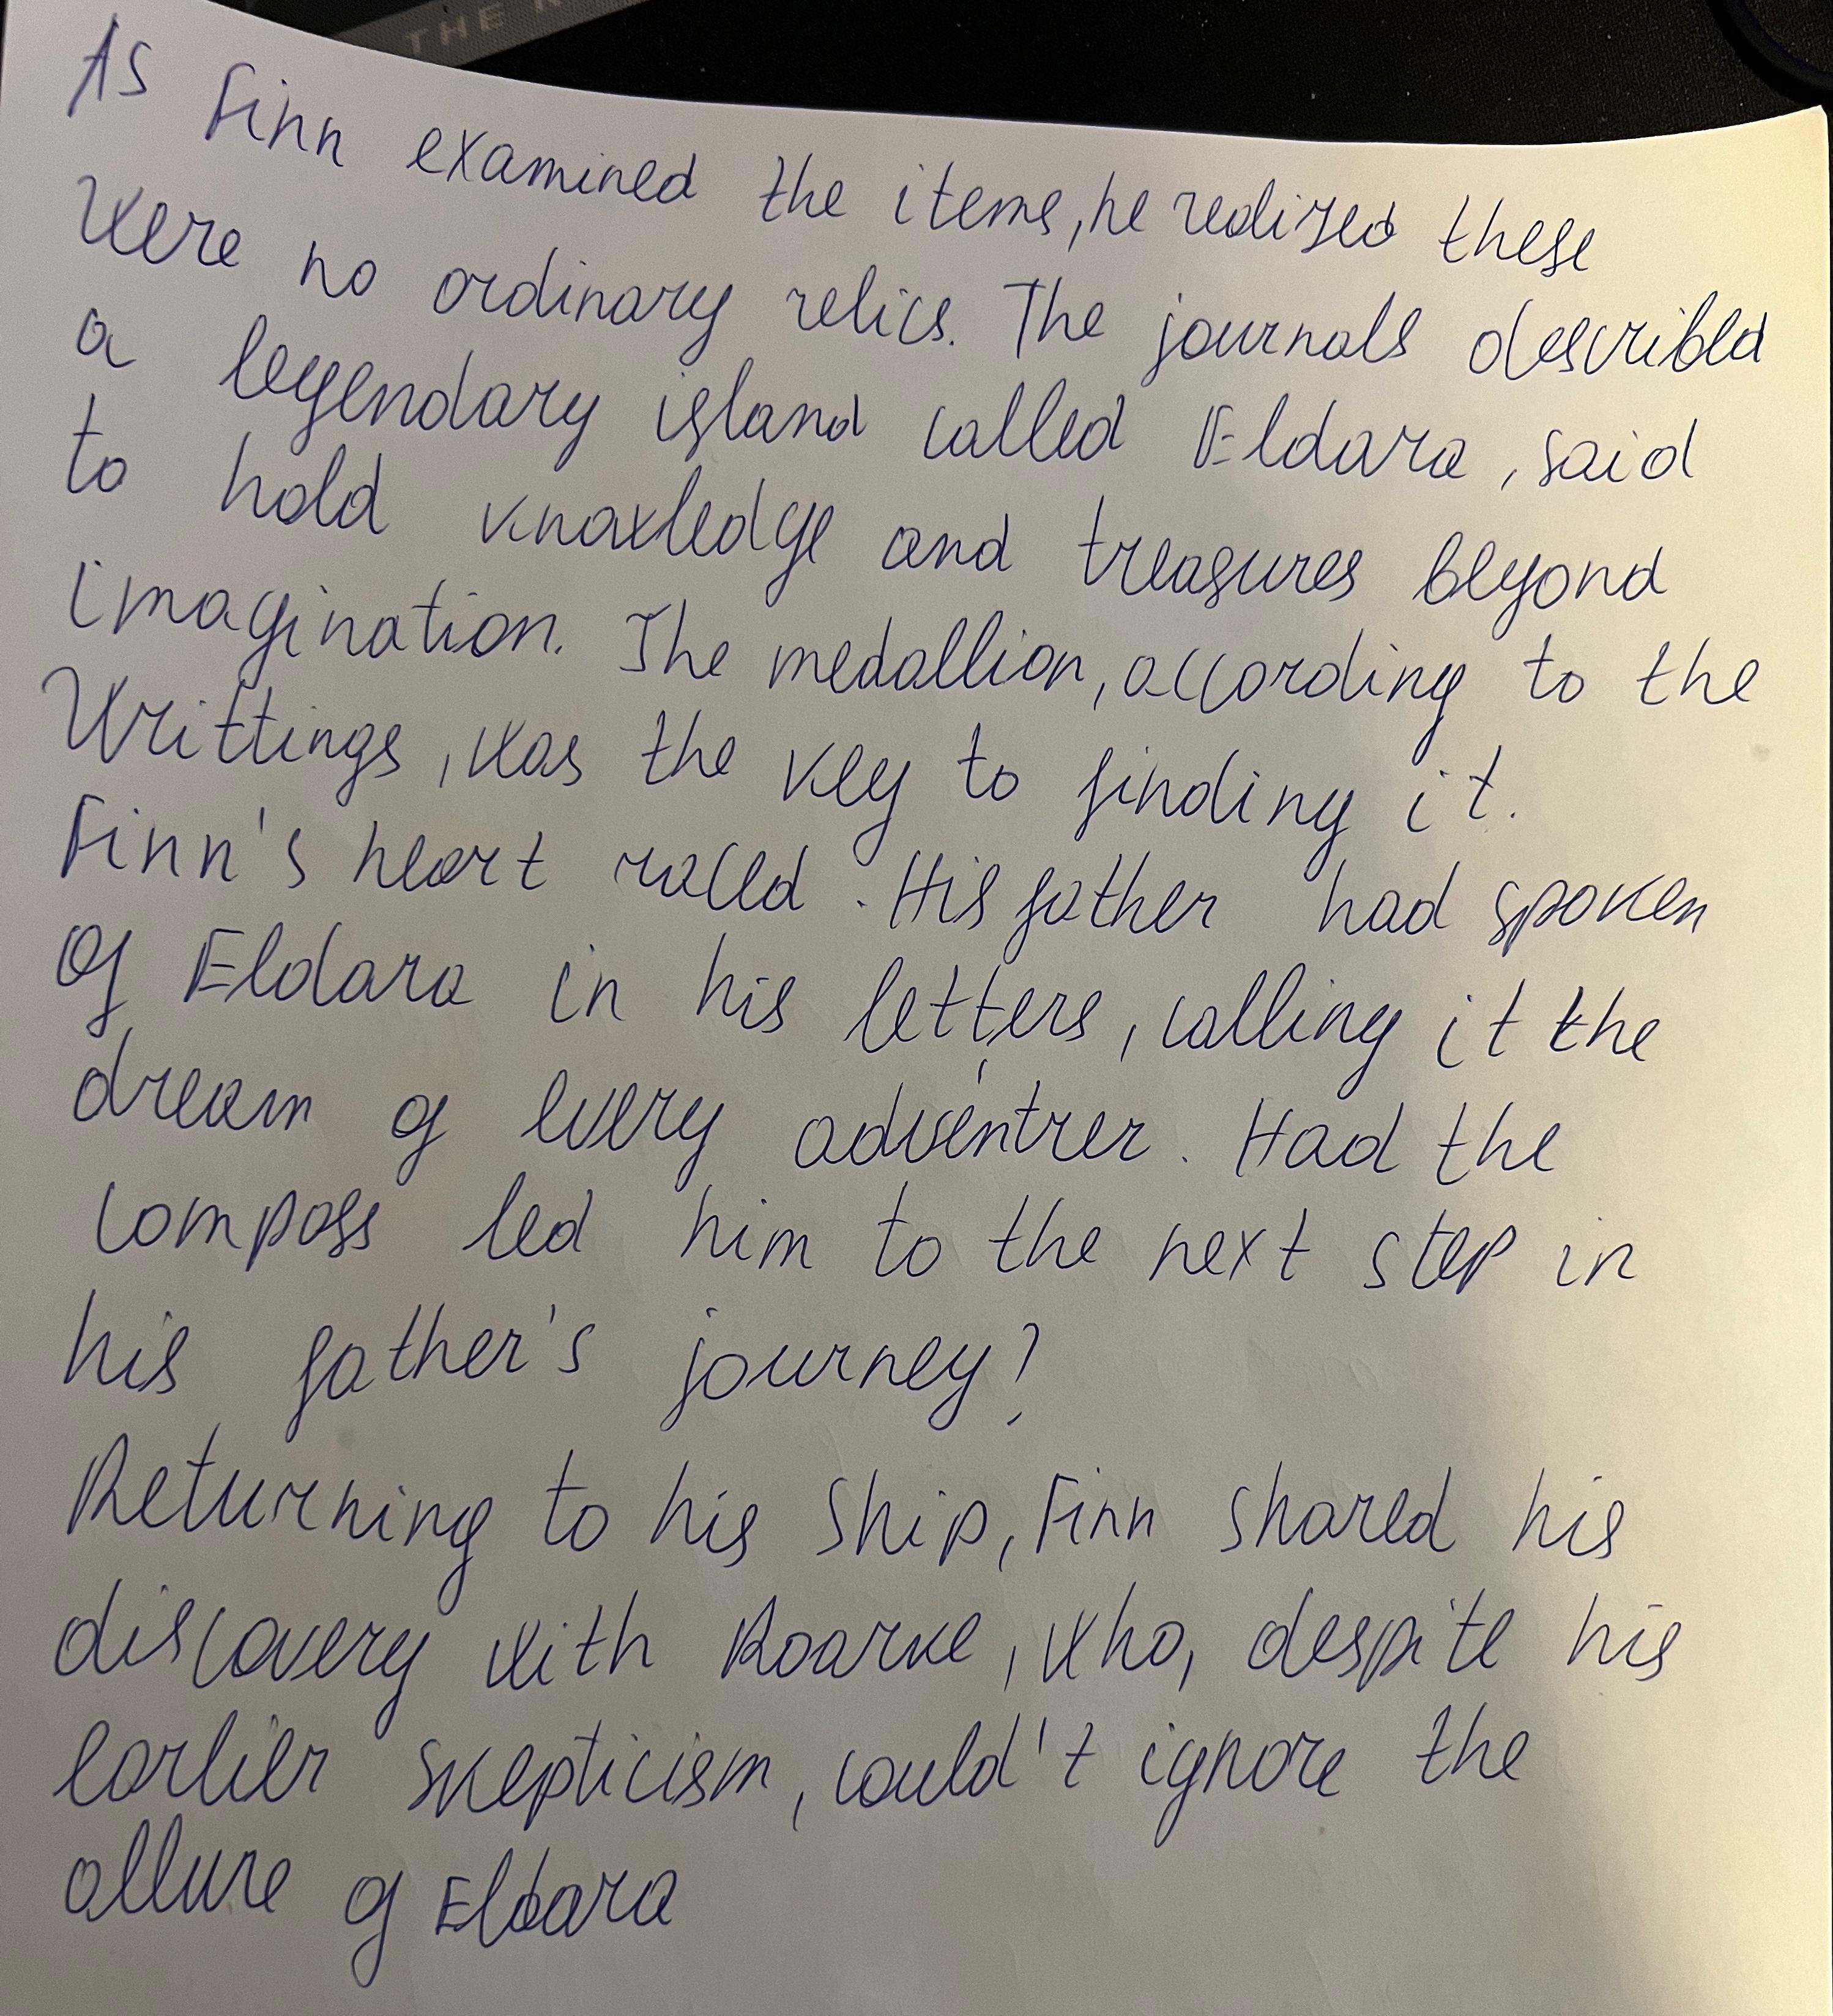 THE
As Finn examined the items, he realized these
Were no ordinary relics. The journals described
a legendary island called Eldara, said
to hold knowledge and treasures beyond
imagination. The medallion, according to the
Writtings, was the key to finding it.
Finn's heart raced. His father had spoken
Of Eldara in his letters, calling it the
dream of every adventrer. Had the
compass led him to the next step in
his father's journey?
Returning to his Ship, Finn shared his
discovery with Roarke, who, despite his
earlier skepticism, couldn't ignore the
allure of Eldara